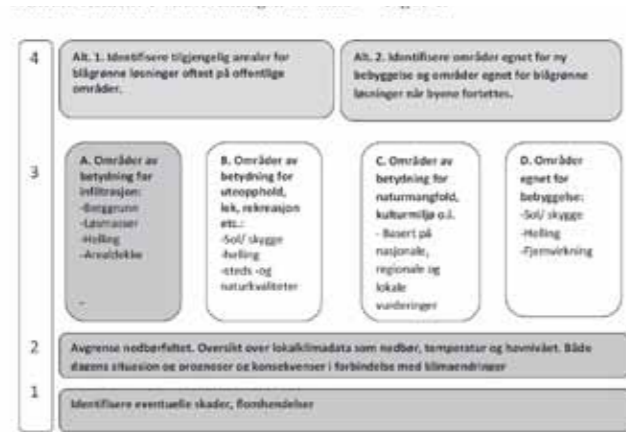 4
Alt. 1. Identifisere tilgjengelig arealer for
blågrønne løsninger oftest på offentlige
områder.
Alt. 2. Identifisere områder egnet for ny
bebyggelse og områder egnet for blågrønne
løsninger når byene fortettes.
3
A. Områder av
betydning for
infiltrasjon:
-Berggrunn
-Løsmasser
-Helling
-Arealdekke
-
B. Områder av
betydning for
uteopphold,
lek, rekreasjon
etc.:
-Sol/ skygge
-helling
-steds -og
naturkvaliteter
C. Områder av
betydning for
naturmangfold,
kulturmiljø o.l.
- Basert på
nasjonale,
regionale og
lokale
vurderinger
D. Områder
egnet for
bebyggelse:
-Sol/ skygge
-Helling
-Fjernvirkning
2
Avgrense nedbørfeltet. Oversikt over lokalklimadata som nedbør, temperatur og havnivået. Både
dagens situasjon og prognoser og konsekvenser i forbindelse med klimaendringer
1
Identifisere eventuelle skader, flomhendelser